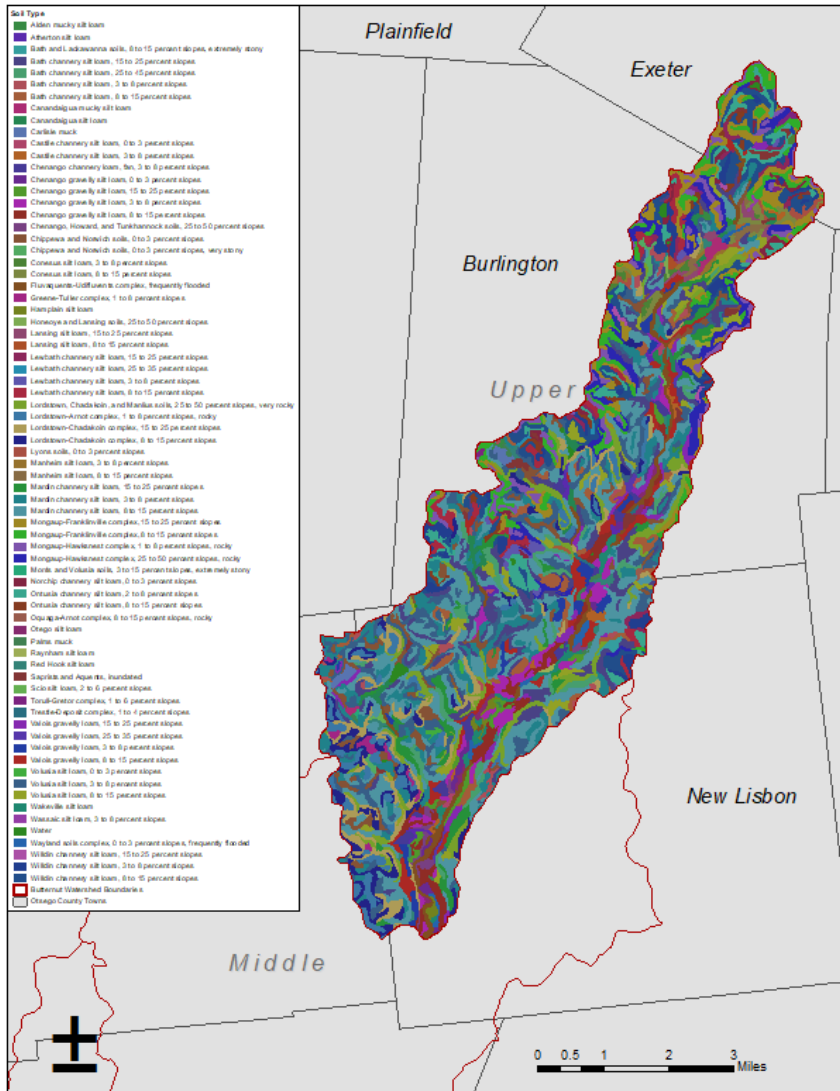 Soil Type
Alden mucky silt loam
Atherton silt loam
Bath and Lackawanna soils, 8 to 15 percent slopes, extremely stony
Bath channery silt loam, 15 to 25 percent slopes
Bath channery silt loam, 25 to 45 percent slopes
Bath channery silt loam, 3 to 8 percent slopes
Bath channery silt loam, 8 to 15 percent slopes
Canandaigua mucky silt loam
Canandaigua silt loam
Carlisle muck
Castile channery silt loam, 0 to 3 percent slopes
Castile channery silt loam, 3 to 8 percent slopes
Chenango channery loam, fan, 3 to 8 percent slopes
Chenango gravelly silt loam, 0 to 3 percent slopes
Chenango gravelly silt loam, 15 to 25 percent slopes
Chenango gravelly silt loam, 3 to 8 percent slopes
Chenango gravelly silt loam, 8 to 15 percent slopes
Chenango, Howard, and Tunkhannock soils, 25 to 50 percent slopes
Chippewa and Norwich soils, 0 to 3 percent slopes
Chippewa and Norwich soils, 0 to 3 percent slopes, very stony
Conesus silt loam, 3 to 8 percent slopes
Conesus silt loam, 8 to 15 percent slopes
Fluvaquents-Udifluvents complex, frequently flooded
Greene-Tuller complex, 1 to 8 percent slopes
Hamplain silt loam
Honeoye and Lansing soils, 25 to 50 percent slopes
Lansing silt loam, 15 to 25 percent slopes
Lansing silt loam, 8 to 15 percent slopes
Lewbath channery silt loam, 15 to 25 percent slopes
Lewbath channery silt loam, 25 to 35 percent slopes
Lewbath channery silt loam, 3 to 8 percent slopes
Lewbath channery silt loam, 8 to 15 percent slopes
Lordstown, Chadakoin, and Manlius soils, 25 to 50 percent slopes, very rocky
Lordstown-Arnot complex, 1 to 8 percent slopes, rocky
Lordstown-Chadakoin complex, 15 to 25 percent slopes
Lordstown-Chadakoin complex, 8 to 15 percent slopes
Lyons soils, 0 to 3 percent slopes
Manheim silt loam, 3 to 8 percent slopes
Manheim silt loam, 8 to 15 percent slopes
Mardin channery silt loam, 15 to 25 percent slopes
Mardin channery silt loam, 3 to 8 percent slopes
Mardin channery silt loam, 8 to 15 percent slopes
Mongaup-Franklinville complex, 15 to 25 percent slopes
Mongaup-Franklinville complex, 8 to 15 percent slopes
Mongaup-Hawksnest complex, 1 to 8 percent slopes, rocky
Mongaup-Hawksnest complex, 25 to 50 percent slopes, rocky
Morris and Volusia soils, 3 to 15 percent slopes, extremely stony
Norchip channery silt loam, 0 to 3 percent slopes
Ontusia channery silt loam, 2 to 8 percent slopes
Ontusia channery silt loam, 8 to 15 percent slopes
Oquaga-Arnot complex, 8 to 15 percent slopes, rocky
Otego silt loam
Palms muck
Raynham silt loam
Red Hook silt loam
Saprists and Aquents, inundated
Scio silt loam, 2 to 6 percent slopes
Torull-Gretor complex, 1 to 6 percent slopes
Trestle-Deposit complex, 1 to 4 percent slopes
Valois gravelly loam, 15 to 25 percent slopes
Valois gravelly loam, 25 to 35 percent slopes
Valois gravelly loam, 3 to 8 percent slopes
Valois gravelly loam, 8 to 15 percent slopes
Volusia silt loam, 0 to 3 percent slopes
Volusia silt loam, 3 to 8 percent slopes
Volusia silt loam, 8 to 15 percent slopes
Wakeville silt loam
Wassaic silt loam, 3 to 8 percent slopes
Water
Wayland soils complex, 0 to 3 percent slopes, frequently flooded
Willdin channery silt loam, 15 to 25 percent slopes
Willdin channery silt loam, 3 to 8 percent slopes
Willdin channery silt loam, 8 to 15 percent slopes
Butternut Watershed Boundaries
Otsego County Towns
Plainfield
Exeter
Burlington
Upper
New Lisbon
Middle
0 0.5 1 2 3
Miles